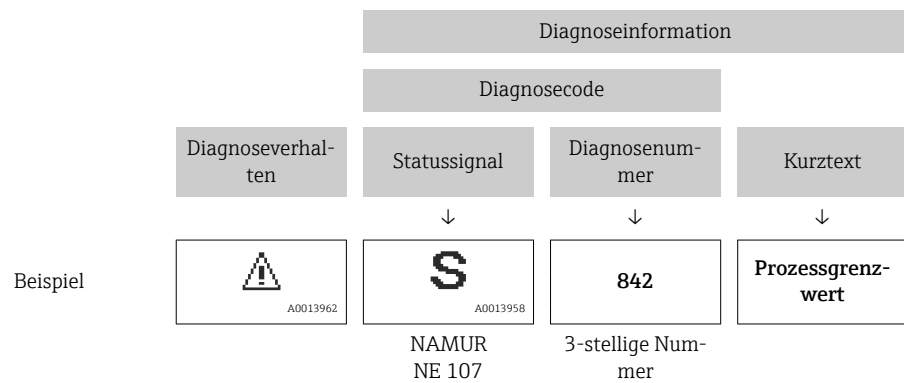 Diagnoseinformation
Diagnosecode
Diagnoseverhal-
ten
Statussignal
Diagnosenum-
mer
Kurztext
↓
↓
↓
Beispiel
A0013962
S
A0013958
842
Prozessgrenz-
wert
NAMUR
NE 107
3-stellige Num-
mer